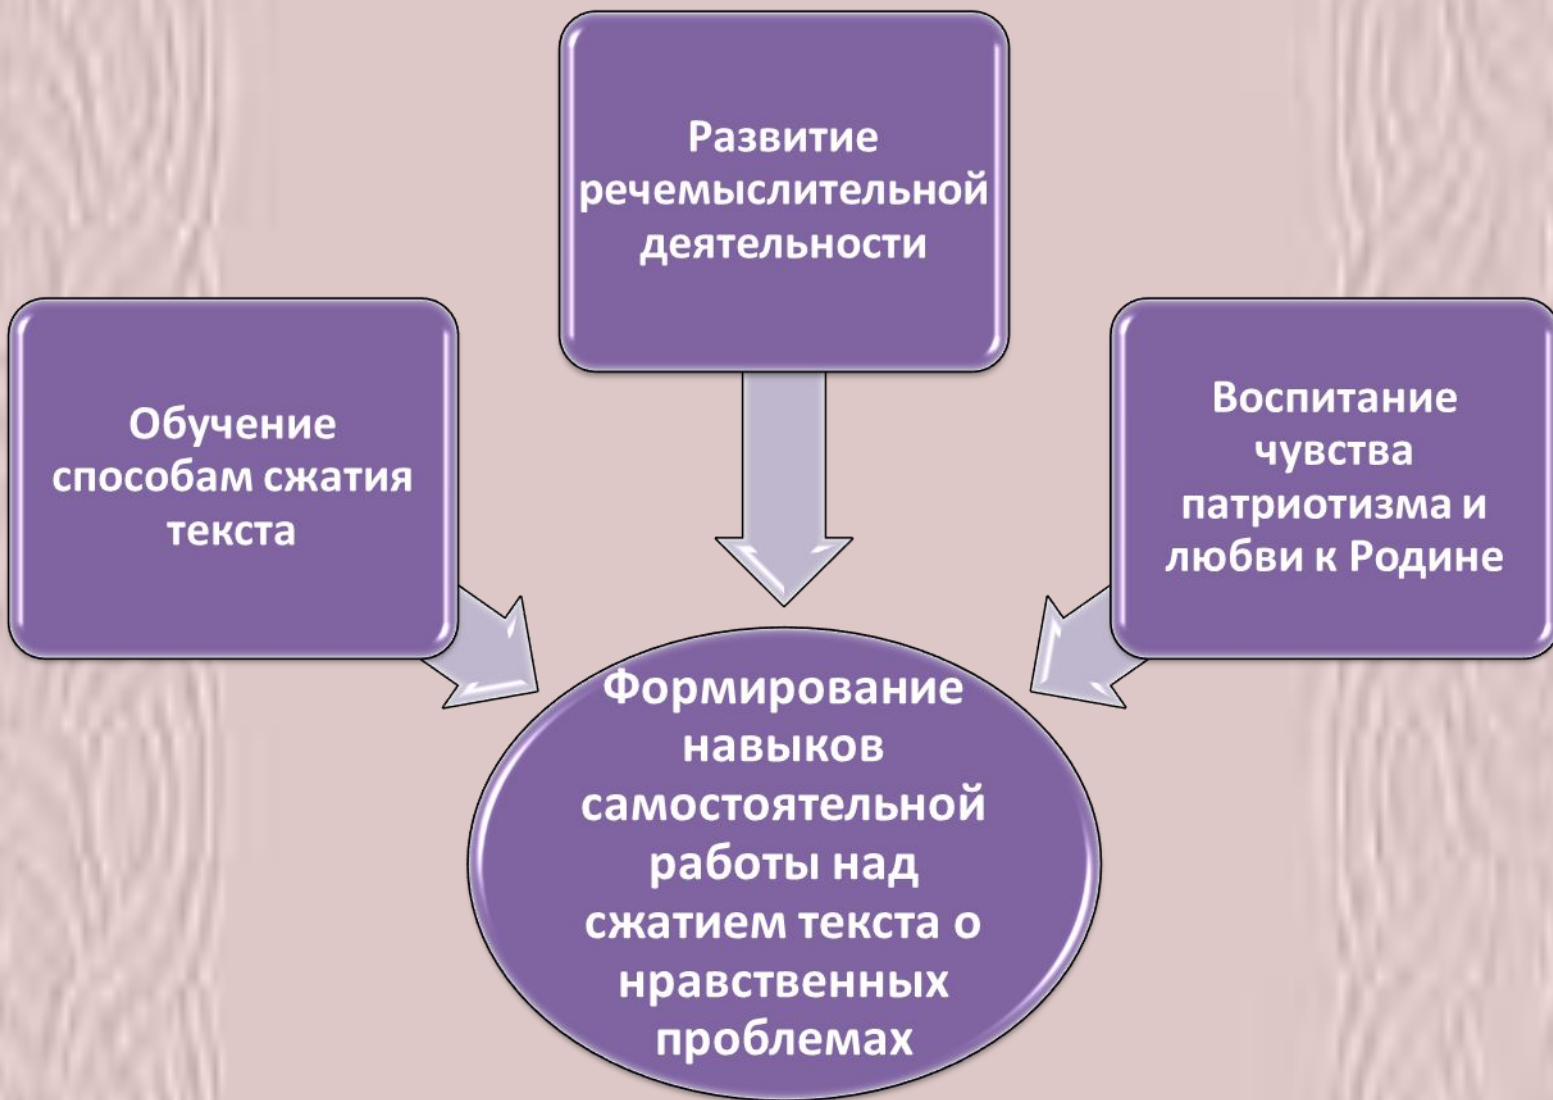 Развитие
речемыслительной
деятельности
Обучение
способам сжатия
текста
Воспитание
чувства
патриотизма и
любви к Родине
Формирование
навыков
самостоятельной
работы над
сжатием текста о
нравственных
проблемах